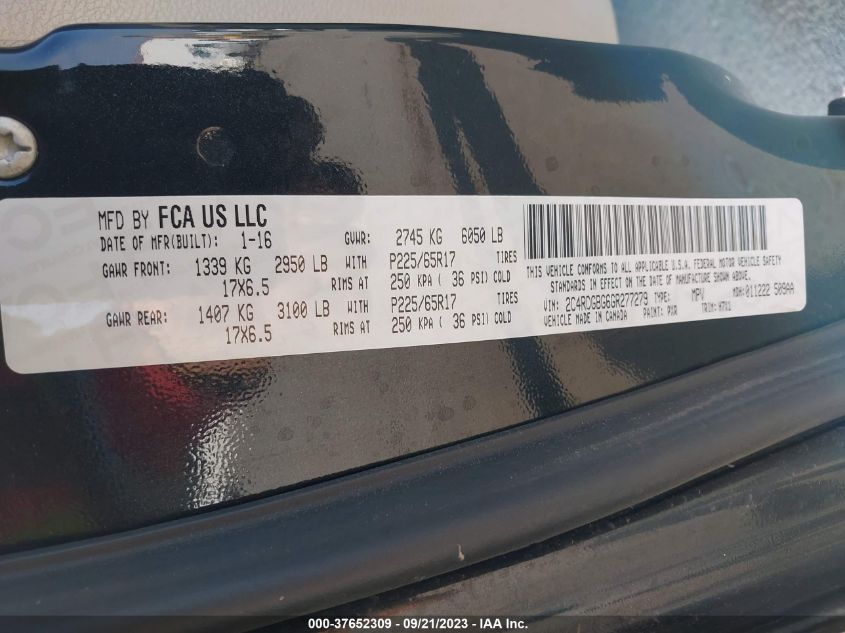 MFD BY FCA US LLC
DATE OF MFR(BUILT): 1-16 GVWR: 2745 KG 6050 LB
GAWR FRONT: 1339 KG 2950 LB WITH P225/65R17 TIRES
17X6.5 RIMS AT 250 KPA ( 36 PSI) COLD
GAWR REAR: 1407 KG 3100 LB WITH P225/65R17 TIRES
17X6.5 RIMS AT 250 KPA ( 36 PSI) COLD
THIS VEHICLE CONFORMS TO ALL APPLICABLE U.S.A. FEDERAL MOTOR VEHICLE SAFETY
STANDARDS IN EFFECT ON THE DATE OF MANUFACTURE SHOWN ABOVE.
VIN: 2C4RDGBG6GR277279 TYPE: MPV MDH: 011222 509AA
VEHICLE MADE IN CANADA PAINT: PXR TRIM:
000-37652309 - 09/21/2023 - IAA Inc.